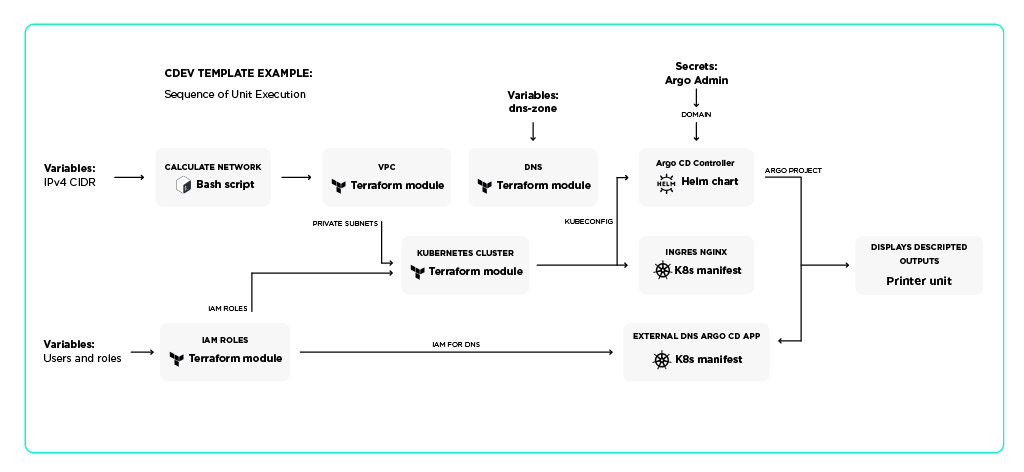 CDEV TEMPLATE EXAMPLE:
Sequence of Unit Execution
Secrets:
Argo Admin
DOMAIN
Variables:
dns-zone
Variables:
IPv4 CIDR
CALCULATE NETWORK
Bash script
VPC
Terraform module
DNS
Terraform module
Argo CD Controller
HELM
Helm chart
ARGO PROJECT
PRIVATE SUBNETS
KUBECONFIG
KUBERNETES CLUSTER
Terraform module
INGRES NGINX
K8s manifest
DISPLAYS DESCRIPTED
OUTPUTS
Printer unit
IAM ROLES
Variables:
Users and roles
IAM ROLES
Terraform module
IAM FOR DNS
EXTERNAL DNS ARGO CD APP
K8s manifest